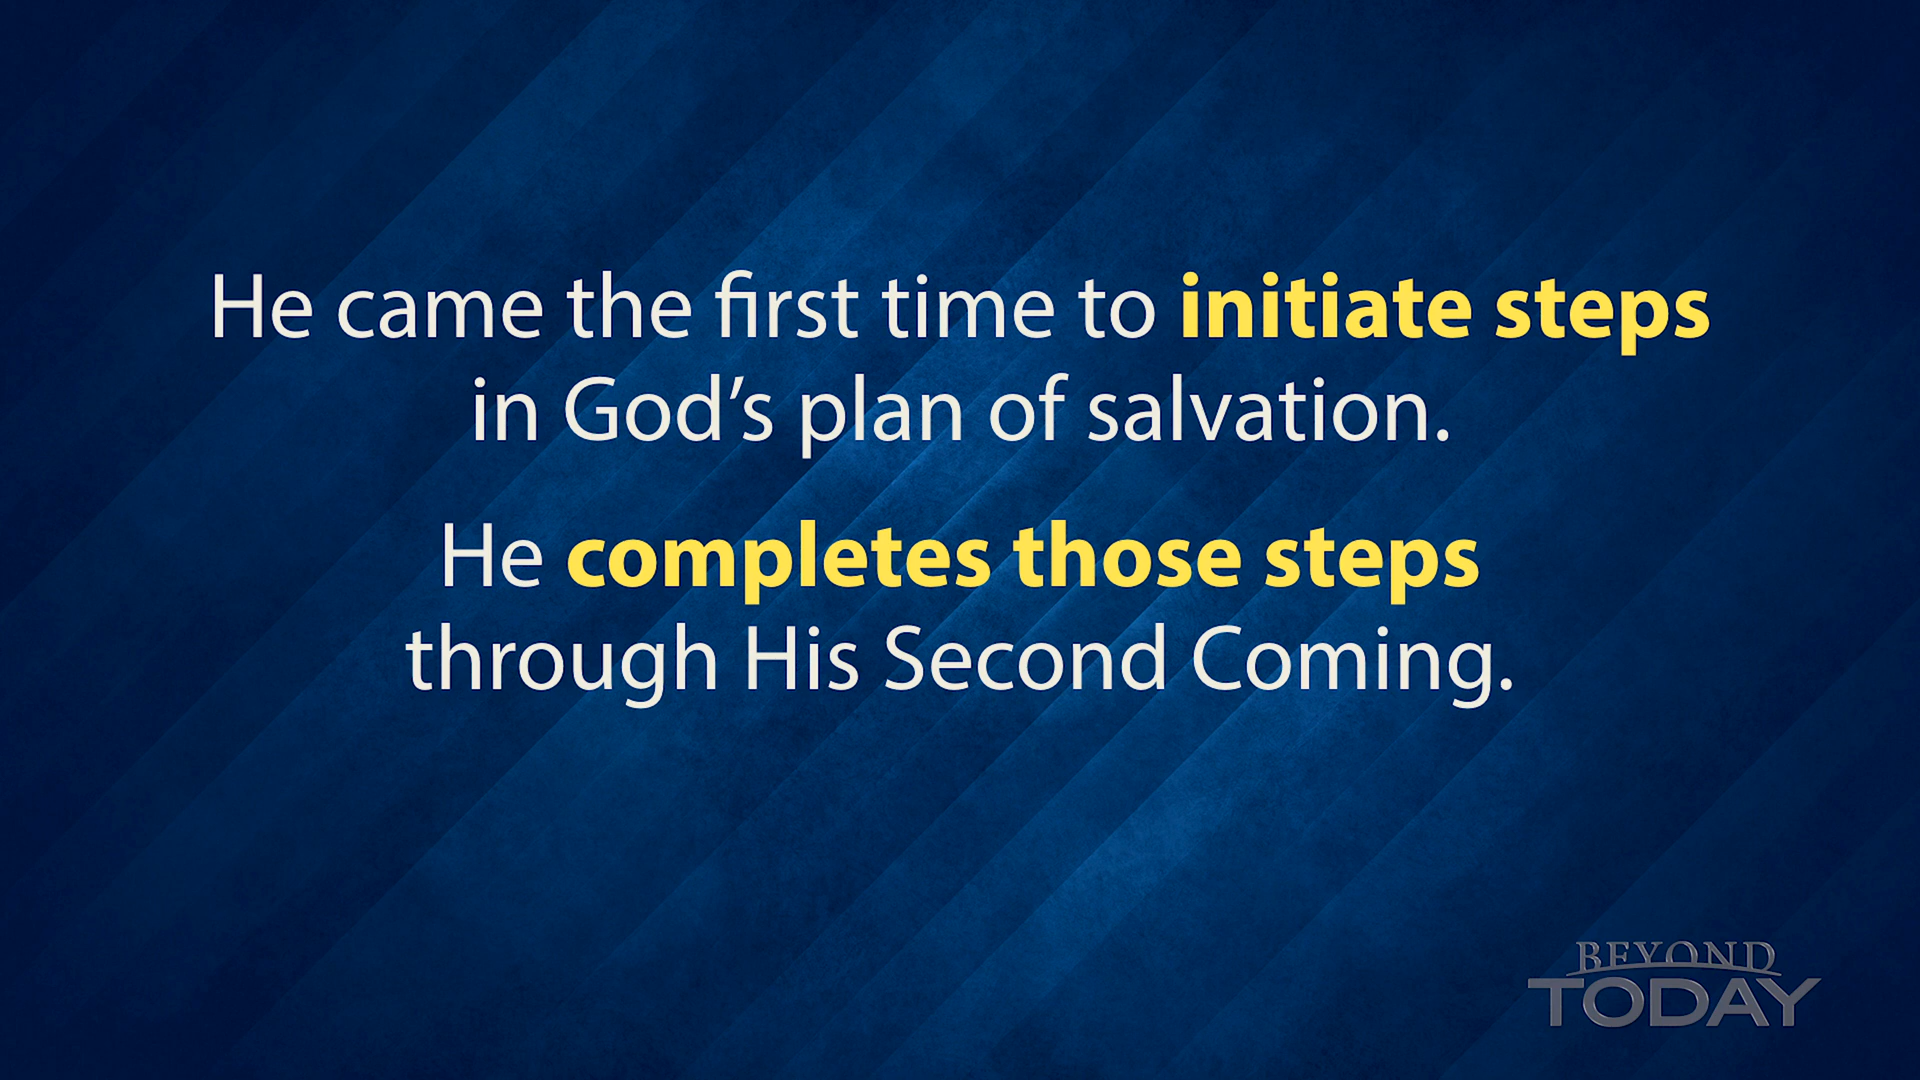 He came the first time to initiate steps
in God’s plan of salvation.
He completes those steps
through His Second Coming.
BEYOND
TODAY